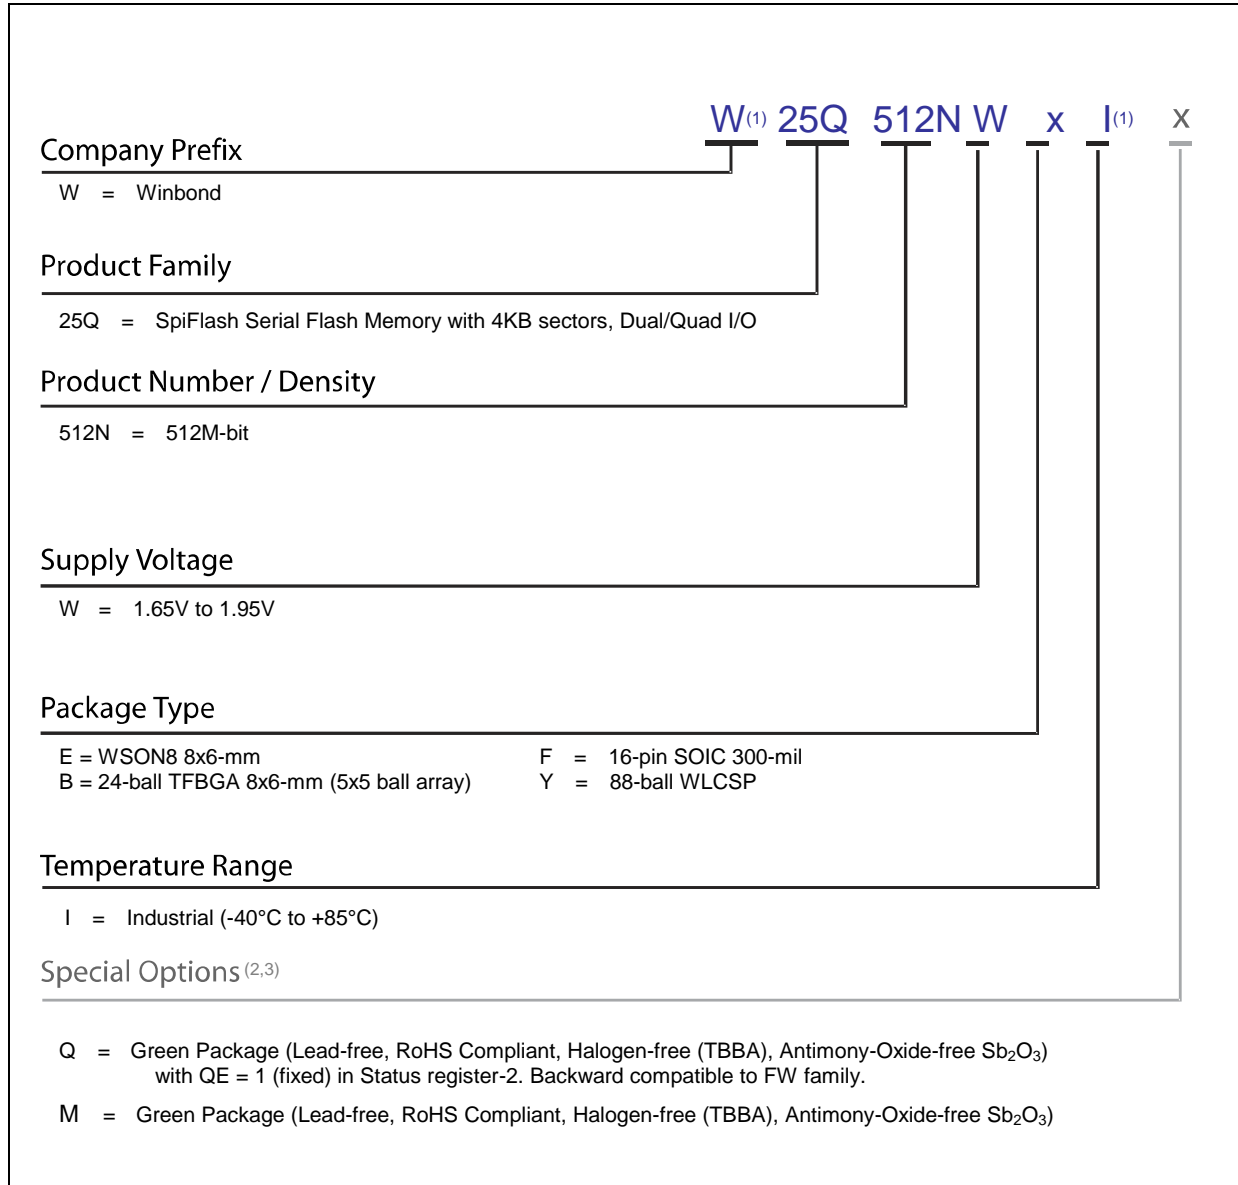 W(1) 25Q 512N W x I(1) x
Company Prefix
W = Winbond
Product Family
25Q = SpiFlash Serial Flash Memory with 4KB sectors, Dual/Quad I/O
Product Number / Density
512N = 512M-bit
Supply Voltage
W = 1.65V to 1.95V
Package Type
E = WSON8 8x6-mm F = 16-pin SOIC 300-mil
B = 24-ball TFBGA 8x6-mm (5x5 ball array) Y = 88-ball WLCSP
Temperature Range
I = Industrial (-40°C to +85°C)
Special Options (2,3)
Q = Green Package (Lead-free, RoHS Compliant, Halogen-free (TBBA), Antimony-Oxide-free Sb₂O₃)
with QE = 1 (fixed) in Status register-2. Backward compatible to FW family.
M = Green Package (Lead-free, RoHS Compliant, Halogen-free (TBBA), Antimony-Oxide-free Sb₂O₃)